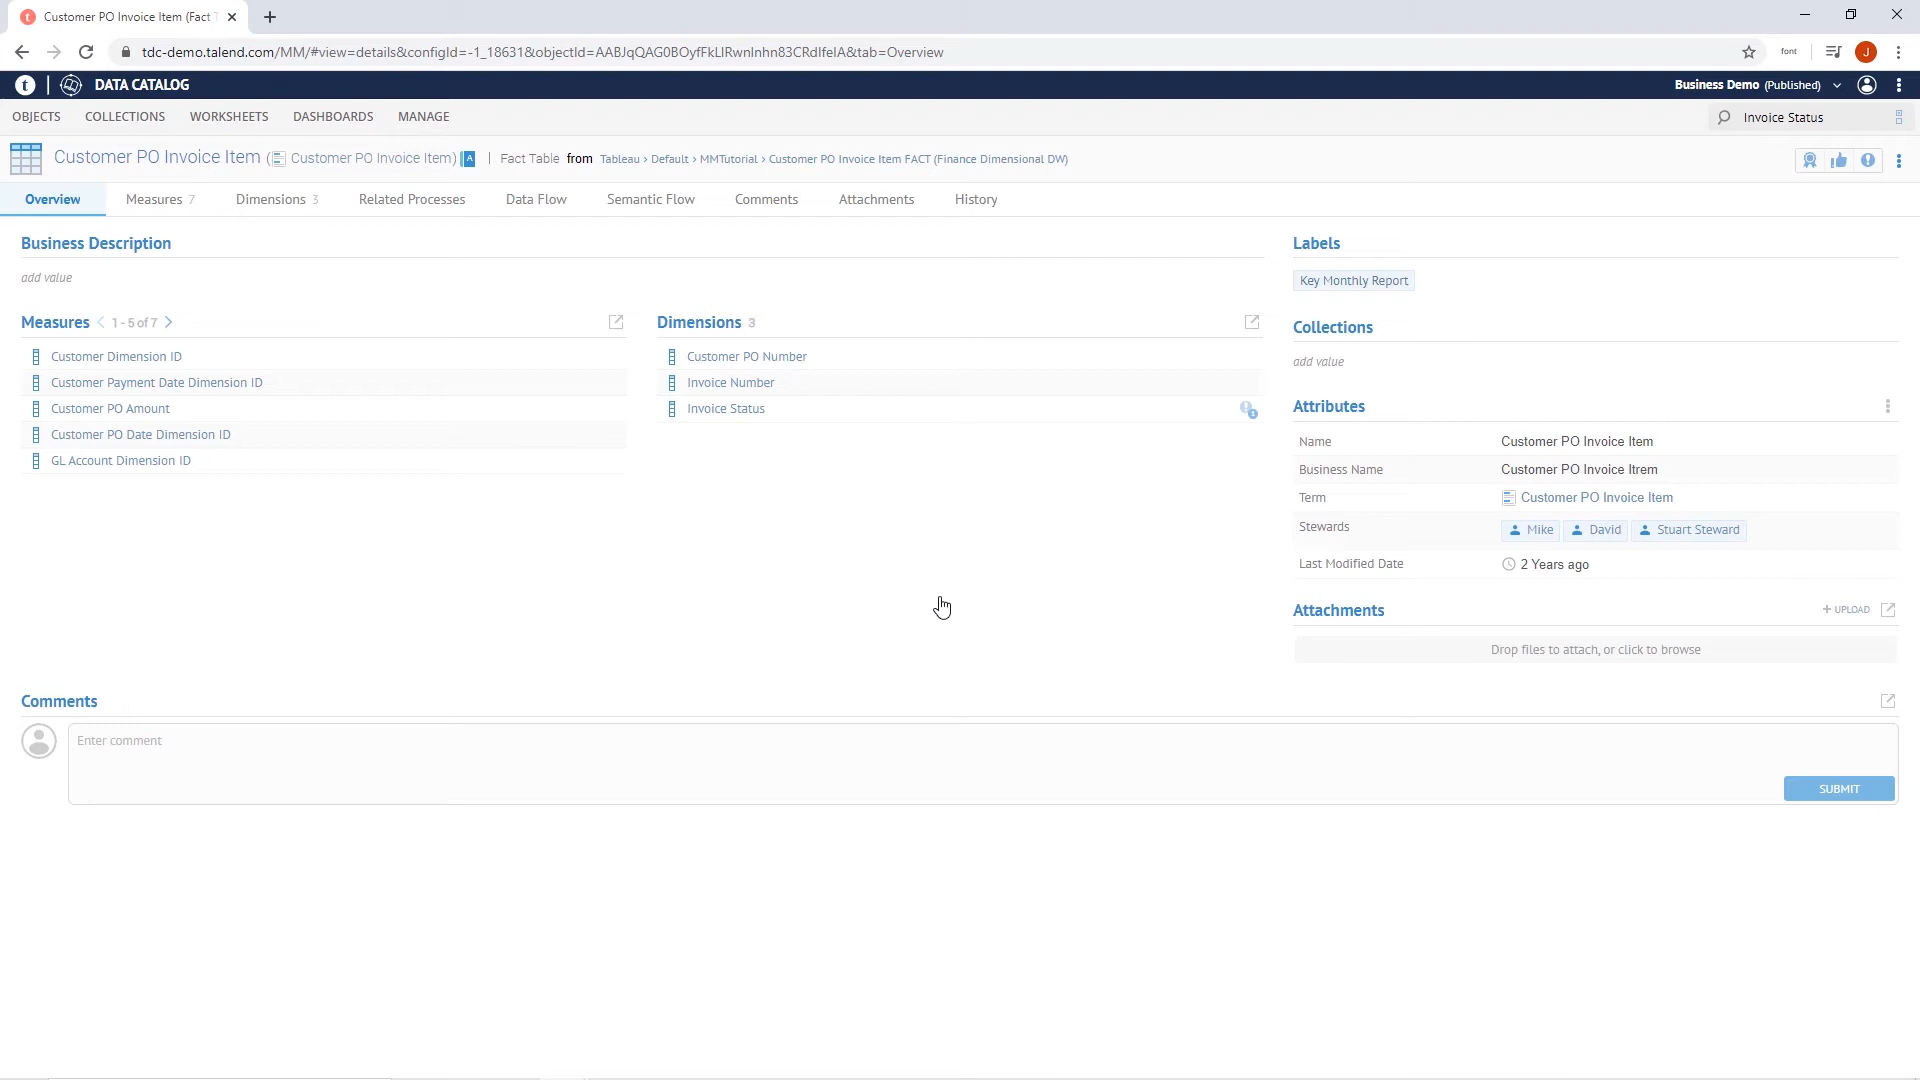 Customer PO Invoice Item (Fact
tdc-demo.talend.com/MM/#view=details&configId=-1_18631&objectId=AABJqQAG0BOyfFkLlRwnlnhn83CRdlfeIA&tab=Overview
font
J
t | DATA CATALOG
Business Demo (Published)
OBJECTS COLLECTIONS WORKSHEETS DASHBOARDS MANAGE
Invoice Status
Customer PO Invoice Item (Customer PO Invoice Item) A | Fact Table from Tableau › Default › MMTutorial › Customer PO Invoice Item FACT (Finance Dimensional DW)
Overview Measures 7 Dimensions 3 Related Processes Data Flow Semantic Flow Comments Attachments History
Business Description
add value
Measures < 1 - 5 of 7 >
Customer Dimension ID
Customer Payment Date Dimension ID
Customer PO Amount
Customer PO Date Dimension ID
GL Account Dimension ID
Dimensions 3
Customer PO Number
Invoice Number
Invoice Status
Labels
Key Monthly Report
Collections
add value
Attributes
Name Customer PO Invoice Item
Business Name Customer PO Invoice Itrem
Term Customer PO Invoice Item
Stewards Mike David Stuart Steward
Last Modified Date 2 Years ago
Attachments + UPLOAD
Drop files to attach, or click to browse
Comments
Enter comment
SUBMIT